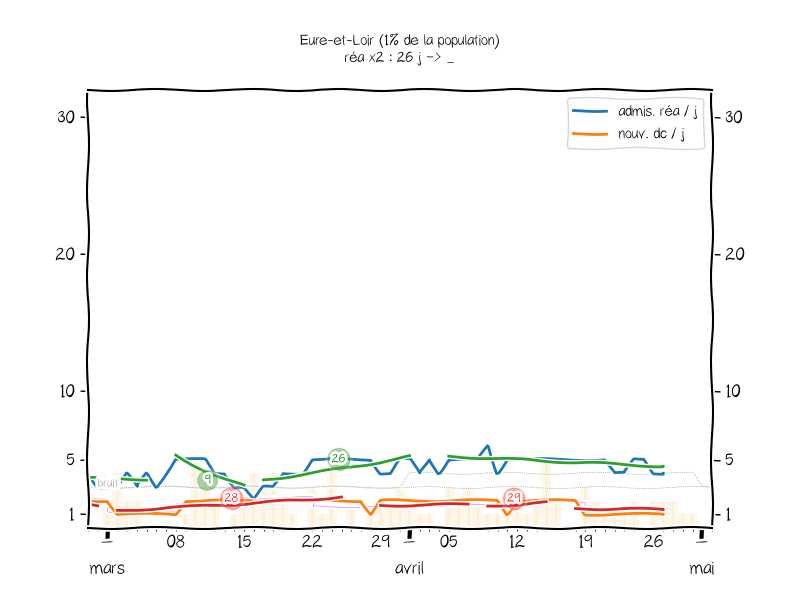 Eure-et-Loir (1% de la population)
réa x2 : 26 j -> _
admis. réa / j
nouv. dc / j
30
30
20
20
10
10
5
5
1
1
bruit
9
28
26
29
08
15
22
29
05
12
19
26
mars
avril
mai